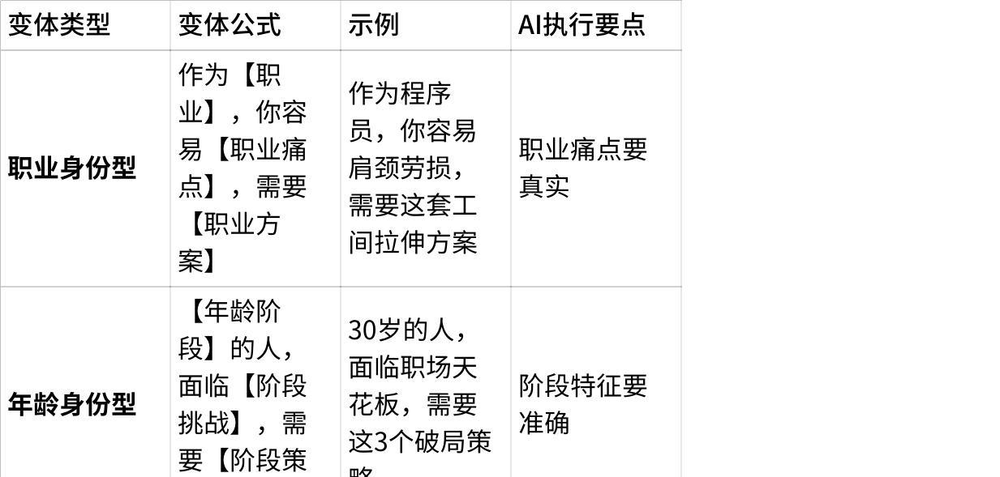 变体类型
变体公式
示例
AI执行要点
职业身份型
作为【职
业】，你容
易【职业痛
点】，需要
【职业方
案】
作为程序
员，你容易
肩颈劳损，
需要这套工
间拉伸方案
职业痛点要
真实
年龄身份型
【年龄阶
段】的人，
面临【阶段
挑战】，需
要【阶段策
30岁的人，
面临职场天
花板，需要
这3个破局策
阶段特征要
准确